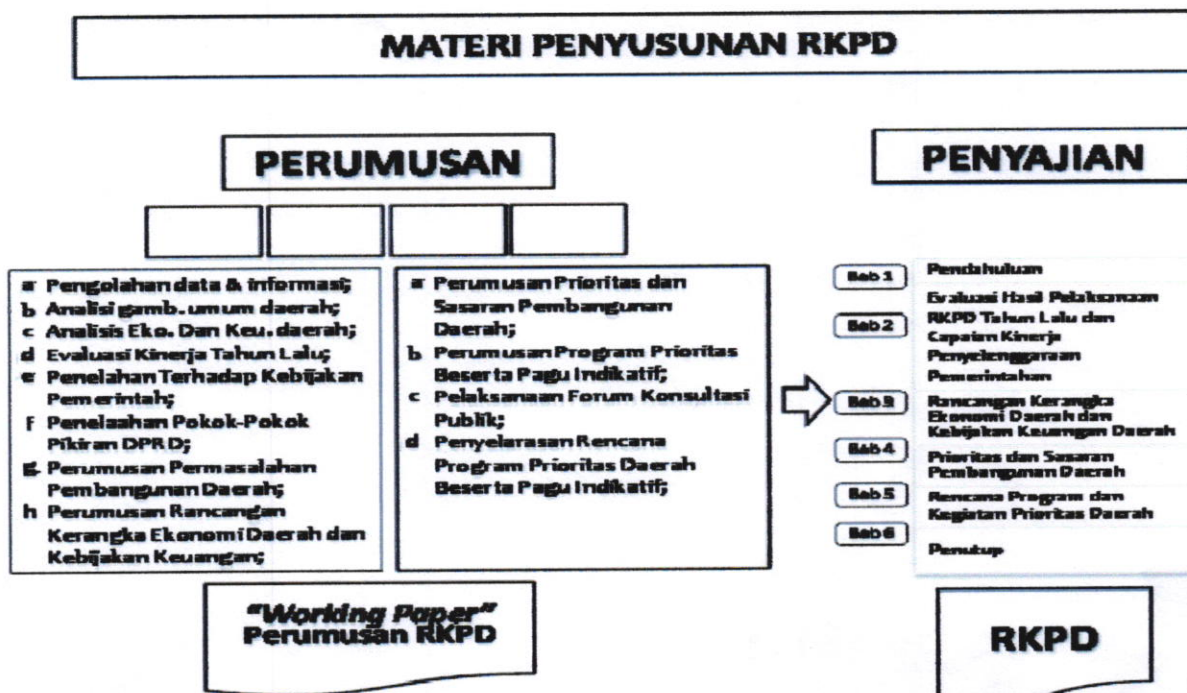 MATERI PENYUSUNAN RKPD
PERUMUSAN
a Pengolahan data & informasi;
b Analisi gamb. umum daerah;
c Analisis Eko. Dan Keu. daerah;
d Evaluasi Kinerja Tahun Lalu;
e Penelahan Terhadap Kebijakan
Pemerintah;
f Penelaahan Pokok-Pokok
Pikiran DPRD;
g Perumusan Permasalahan
Pembangunan Daerah;
h Perumusan Rancangan
Kerangka Ekonomi Daerah dan
Kebijakan Keuangan;
a Perumusan Prioritas dan
Sasaran Pembangunan
Daerah;
b Perumusan Program Prioritas
Beserta Pagu Indikatif;
c Pelaksanaan Forum Konsultasi
Publik;
d Penyelarasan Rencana
Program Prioritas Daerah
Beserta Pagu Indikatif;
"Working Paper"
Perumusan RKPD
PENYAJIAN
Bab 1 Pendahuluan
Evaluasi Hasil Pelaksanaan
Bab 2 RKPD Tahun Lalu dan
Capaian Kinerja
Penyelenggaraan
Pemerintahan
Bab 3 Rancangan Kerangka
Ekonomi Daerah dan
Kebijakan Keuangan Daerah
Bab 4 Prioritas dan Sasaran
Pembangunan Daerah
Bab 5 Rencana Program dan
Kegiatan Prioritas Daerah
Bab 6 Penutup
RKPD